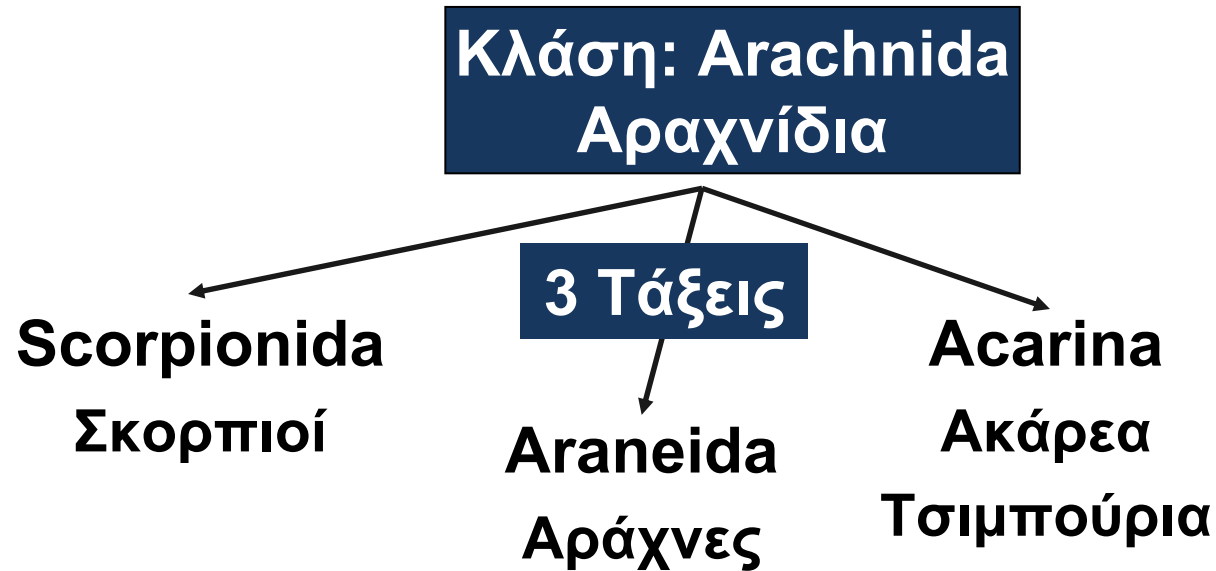 Κλάση: Arachnida
Αραχνίδια
3 Τάξεις
Scorpionida
Σκορπιοί
Araneida
Αράχνες
Acarina
Ακάρεα
Τσιμπούρια